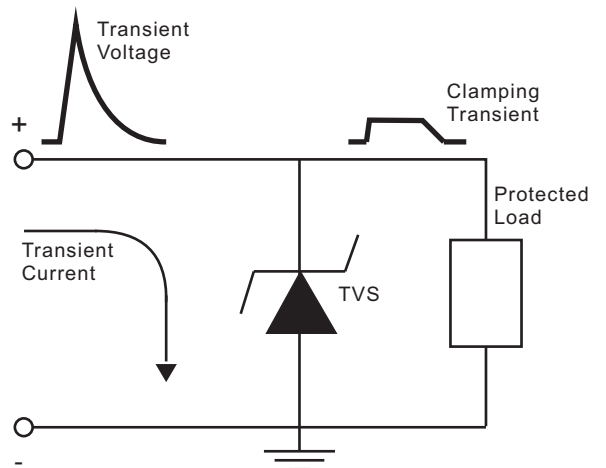 Transient
Voltage
Clamping
Transient
+
Protected
Load
Transient
Current
TVS
-